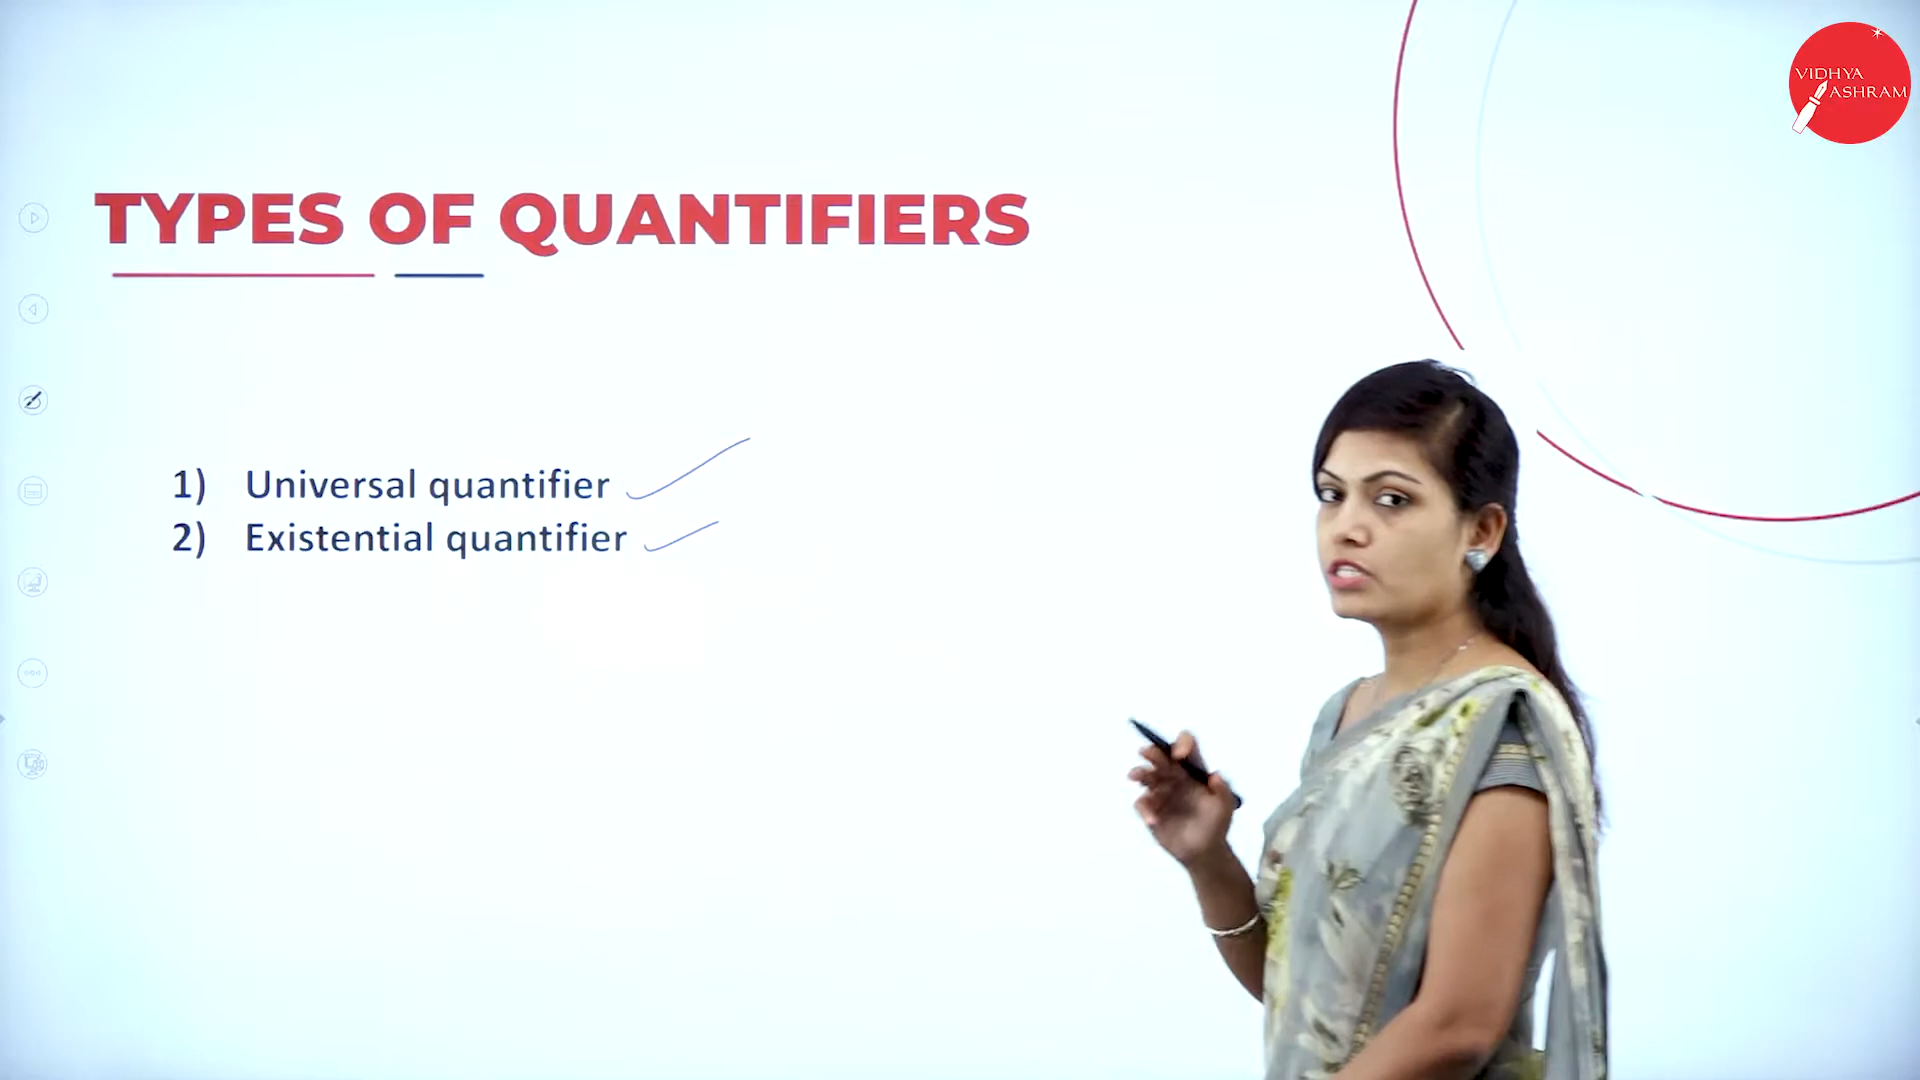 VIDHYA
ASHRAM
TYPES OF QUANTIFIERS
1) Universal quantifier
2) Existential quantifier